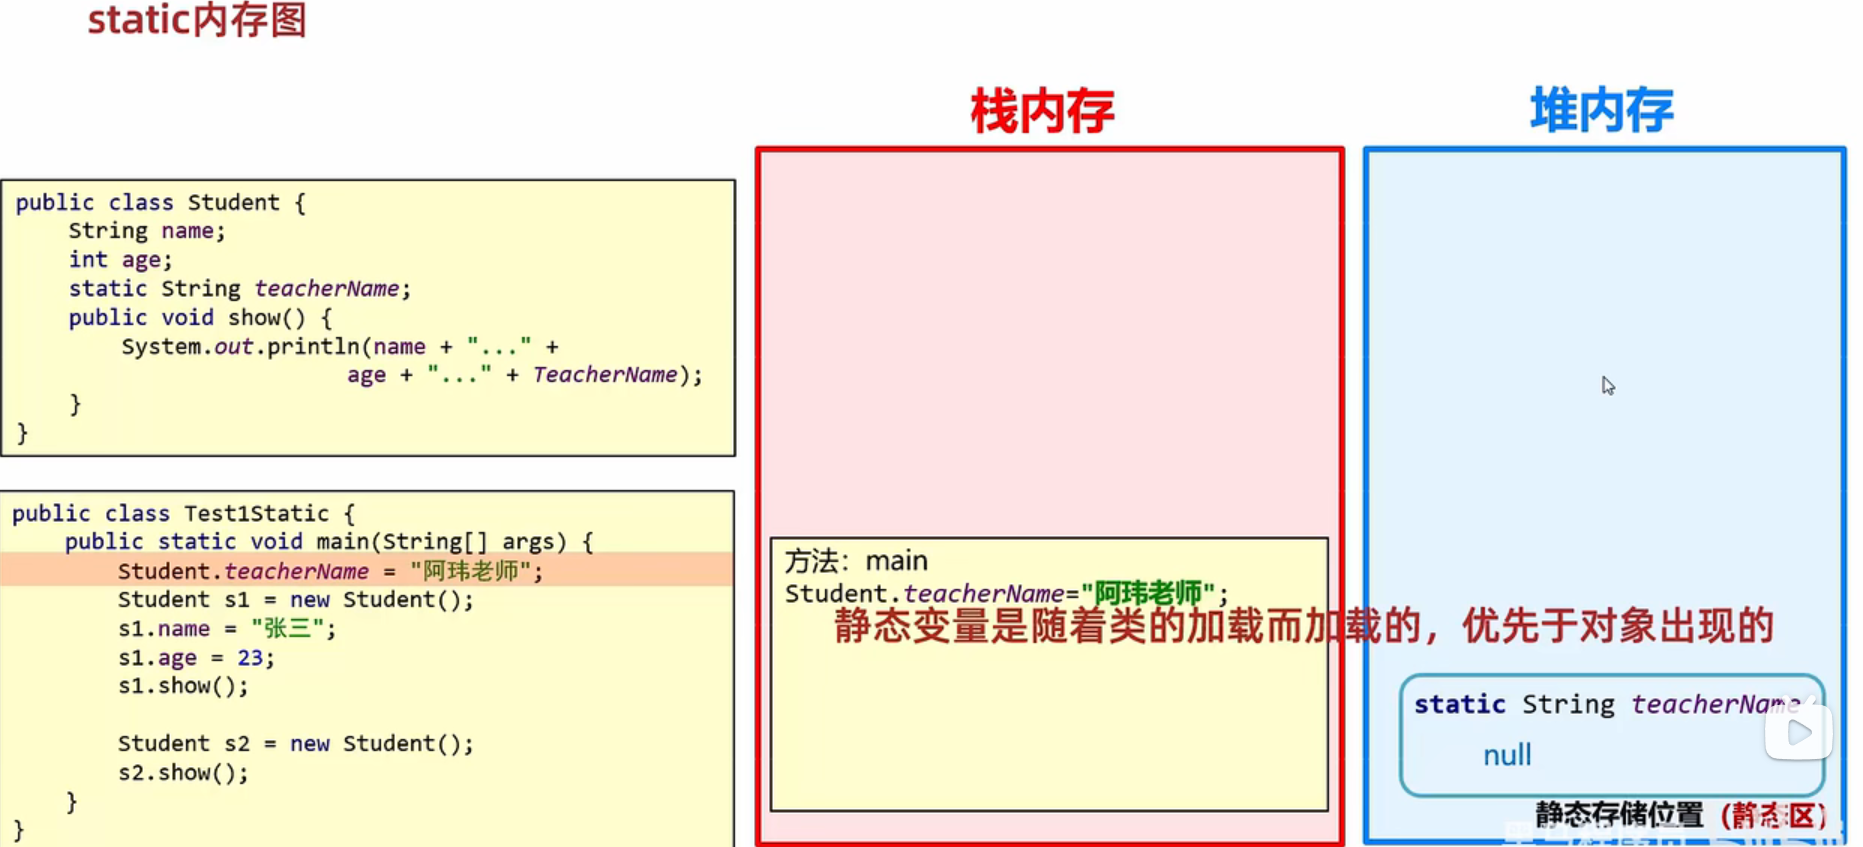 static内存图
栈内存
堆内存
public class Student {
String name;
int age;
static String teacherName;
public void show() {
System.out.println(name + "..." +
age + "..." + TeacherName);
}
}
public class Test1Static {
public static void main(String[] args) {
Student.teacherName = "阿玮老师";
Student s1 = new Student();
s1.name = "张三";
s1.age = 23;
s1.show();
Student s2 = new Student();
s2.show();
}
}
方法：main
Student.teacherName="阿玮老师";
静态变量是随着类的加载而加载的，优先于对象出现的
static String teacherName
null
静态存储位置（静态区）